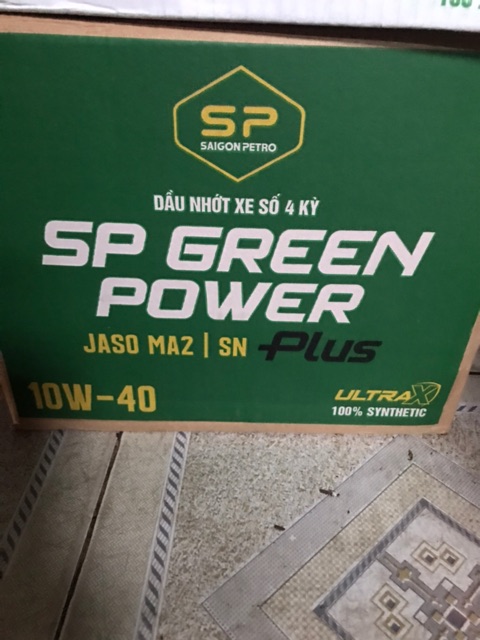 SP
SAIGON PETRO
DẦU NHỚT XE SỐ 4 KỲ
SP GREEN
POWER
JASO MA2 | SN Plus
10W-40
ULTRA X
100% SYNTHETIC